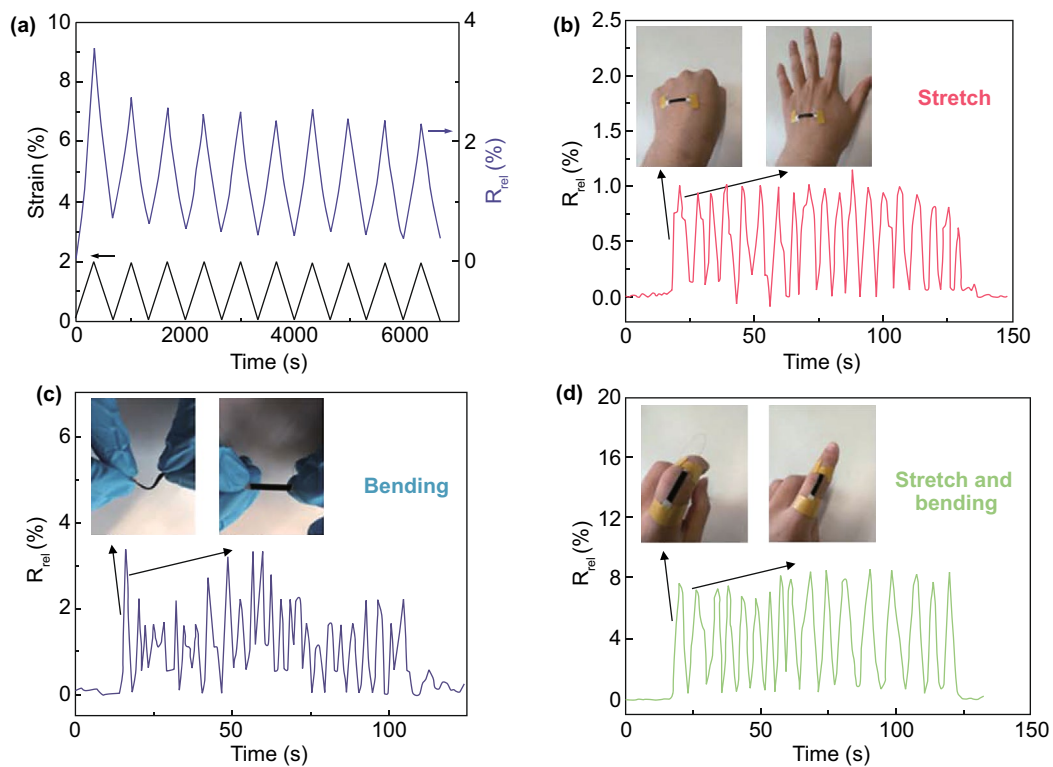 (a)
10
8
6
4
2
0
Strain (%)
4
2
0
R_rel (%)
0
2000
4000
6000
Time (s)
(b)
2.5
2.0
1.5
1.0
0.5
0.0
R_rel (%)
Stretch
0
50
100
150
Time (s)
(c)
6
4
2
0
R_rel (%)
Bending
0
50
100
Time (s)
(d)
20
16
12
8
4
0
R_rel (%)
Stretch and
bending
0
50
100
150
Time (s)